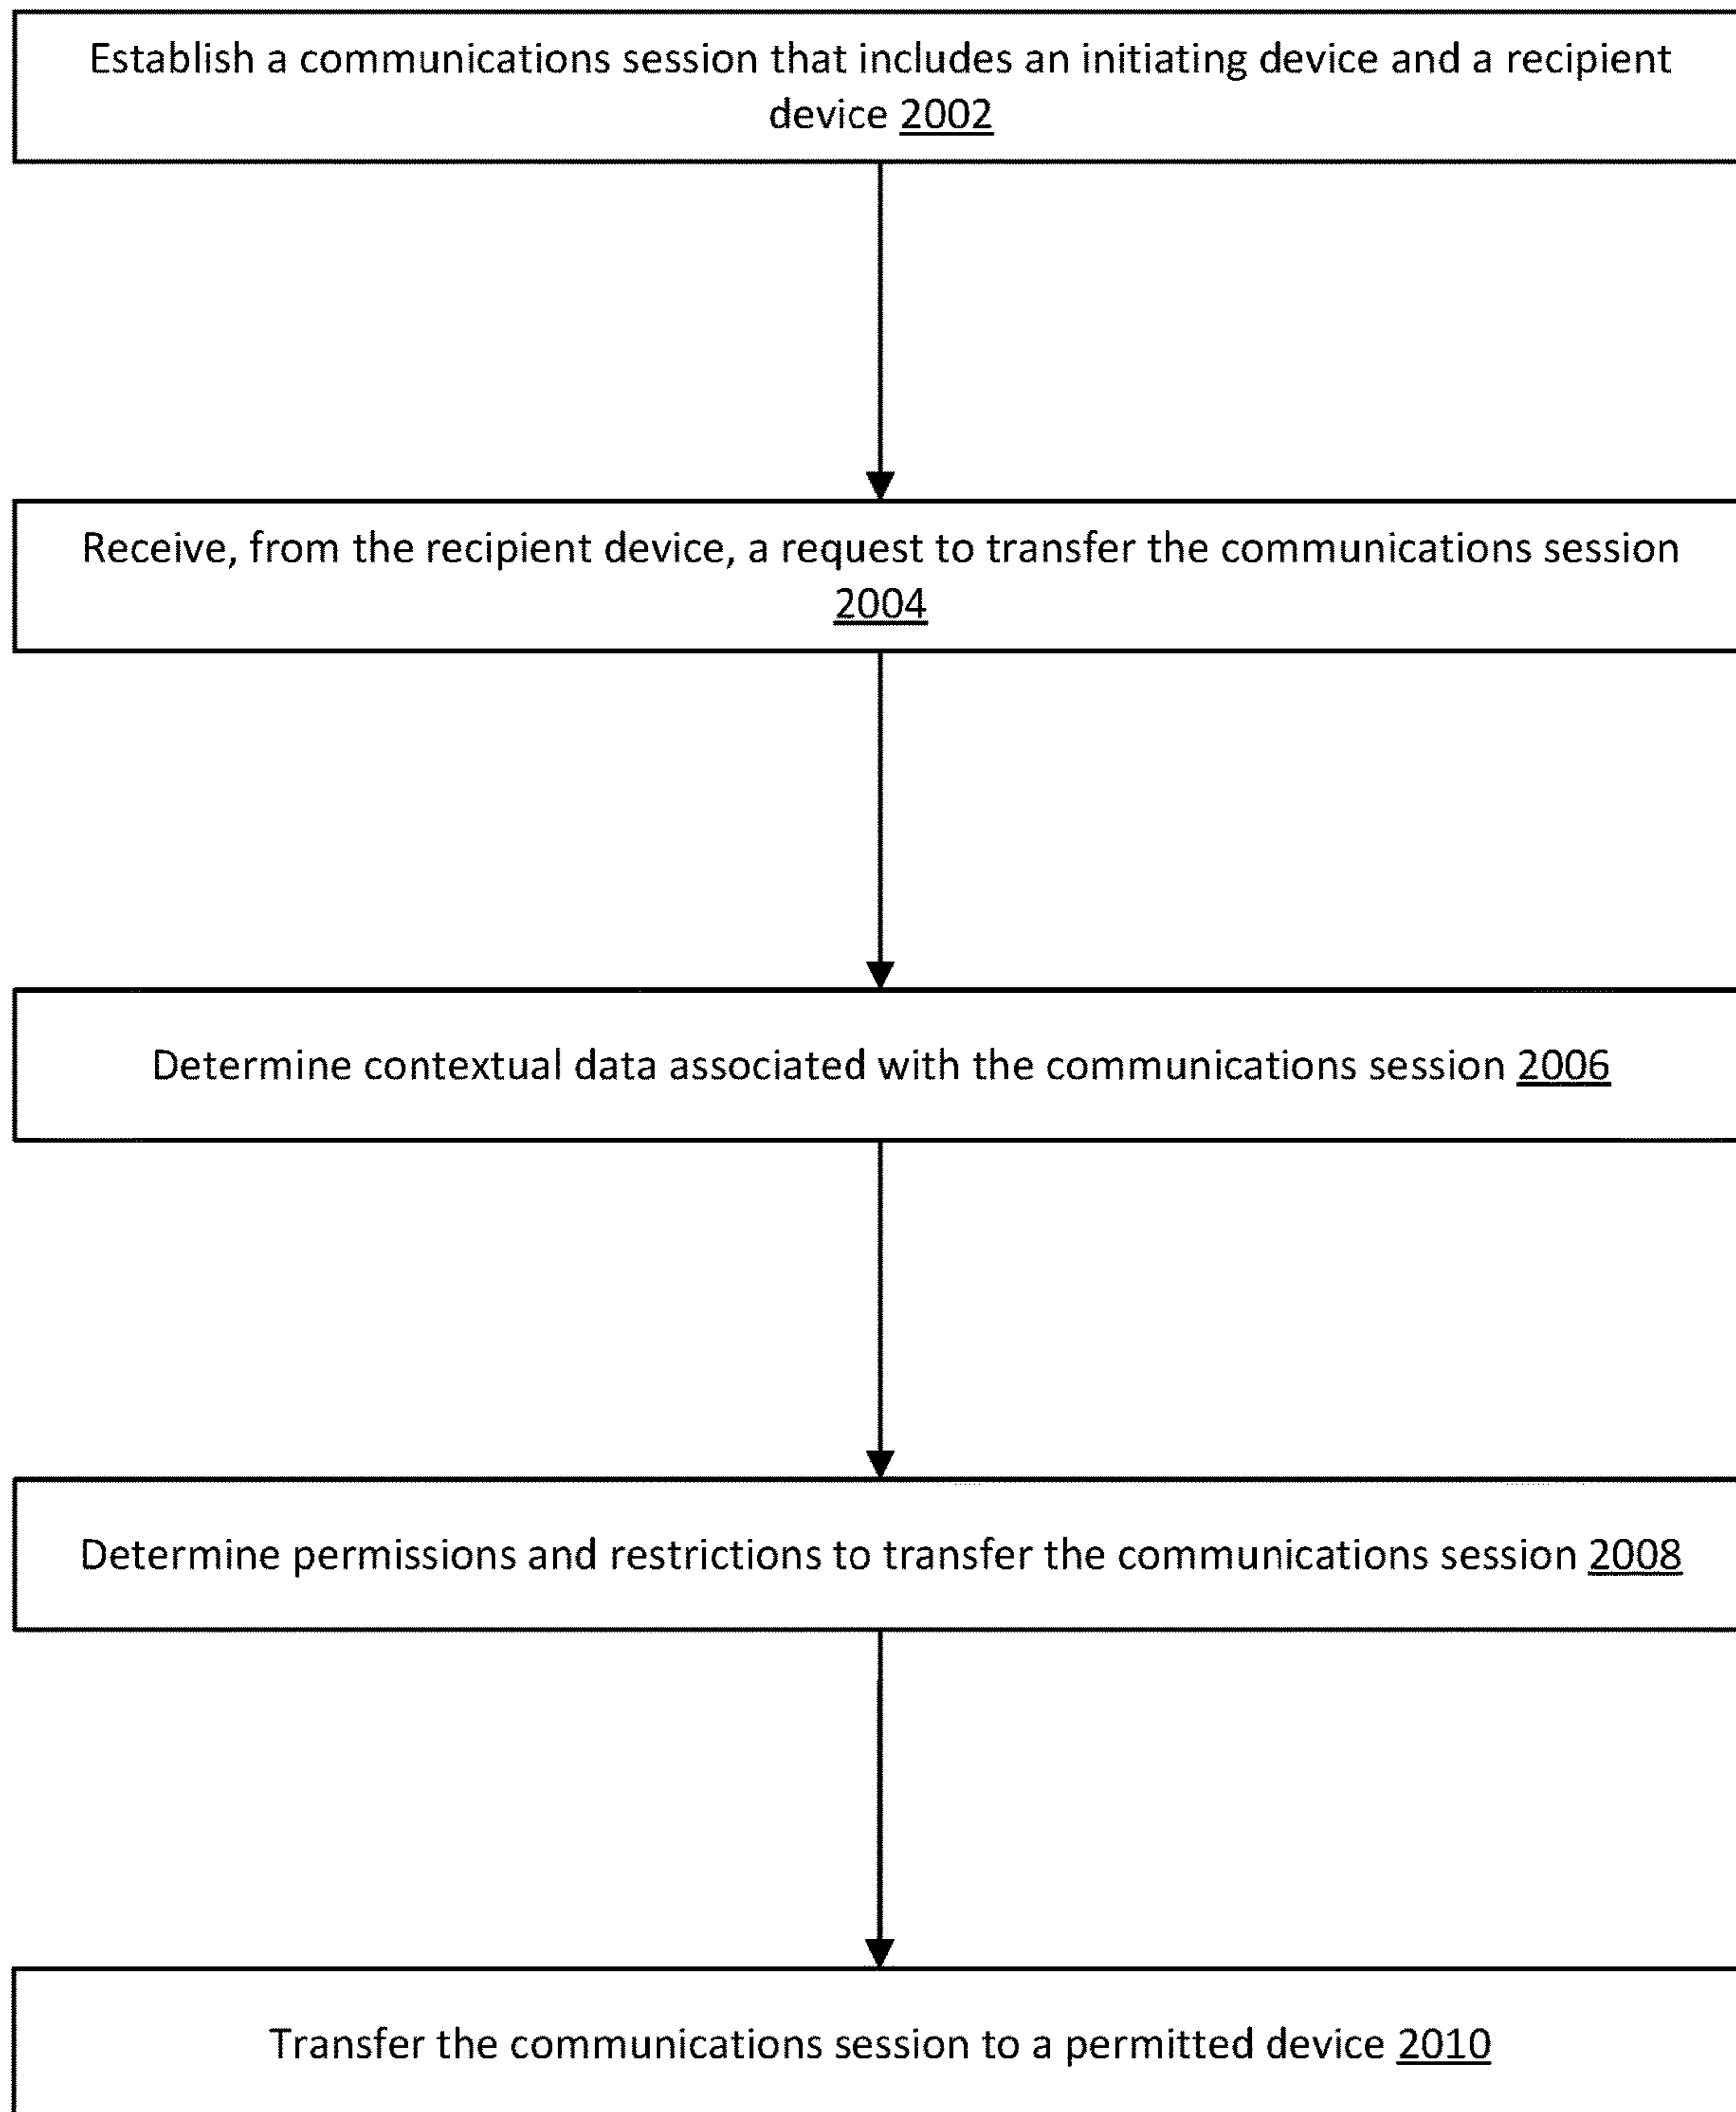 Establish a communications session that includes an initiating device and a recipient
device 2002
Receive, from the recipient device, a request to transfer the communications session
2004
Determine contextual data associated with the communications session 2006
Determine permissions and restrictions to transfer the communications session 2008
Transfer the communications session to a permitted device 2010